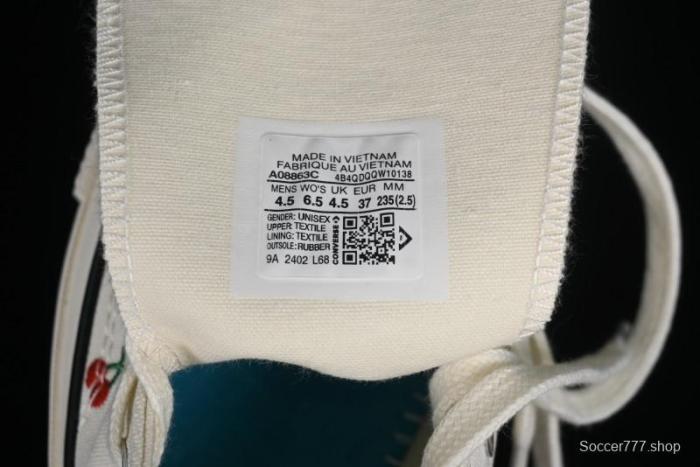 MADE IN VIETNAM
FABRIQUE AU VIETNAM
A08863C 4B4QDQQW10138
MENS WO'S UK EUR MM
4.5 6.5 4.5 37 235(2.5)
GENDER: UNISEX
UPPER: TEXTILE
LINING: TEXTILE
OUTSOLE: RUBBER
CONVERSE
9A 2402 L68
Soccer777.shop